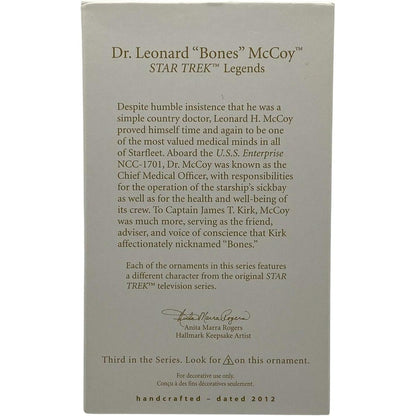 Dr. Leonard “Bones” McCoy™
STAR TREK™ Legends
Despite humble insistence that he was a
simple country doctor, Leonard H. McCoy
proved himself time and again to be one
of the most valued medical minds in all
of Starfleet. Aboard the U.S.S. Enterprise
NCC-1701, Dr. McCoy was known as the
Chief Medical Officer, with responsibilities
for the operation of the starship’s sickbay
as well as for the health and well-being of
its crew. To Captain James T. Kirk, McCoy
was much more, serving as the friend,
adviser, and voice of conscience that Kirk
affectionately nicknamed “Bones.”
Each of the ornaments in this series features
a different character from the original STAR
TREK™ television series.
Anita Marra Rogers
Anita Marra Rogers
Hallmark Keepsake Artist
Third in the Series. Look for 3 on this ornament.
For decorative use only.
Conçu à des fins décoratives seulement.
handcrafted – dated 2012